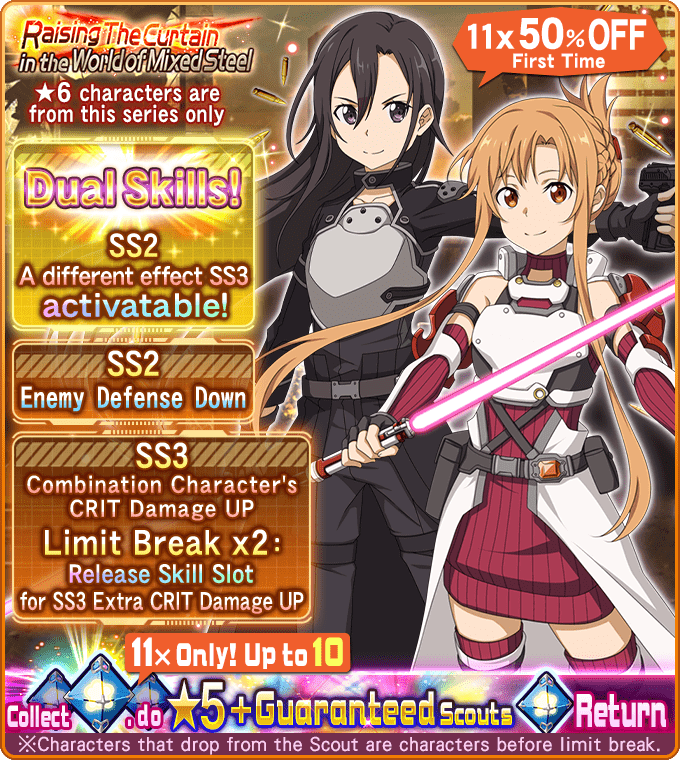 Raising The Curtain
in the World of Mixed Steel
★6 characters are
from this series only
11x 50% OFF
First Time
Dual Skills!
SS2
A different effect SS3
activatable!
SS2
Enemy Defense Down
SS3
Combination Character's
CRIT Damage UP
Limit Break x2:
Release Skill Slot
for SS3 Extra CRIT Damage UP
11x Only! Up to 10
Collect , do ★5+Guaranteed Scouts Return
※Characters that drop from the Scout are characters before limit break.